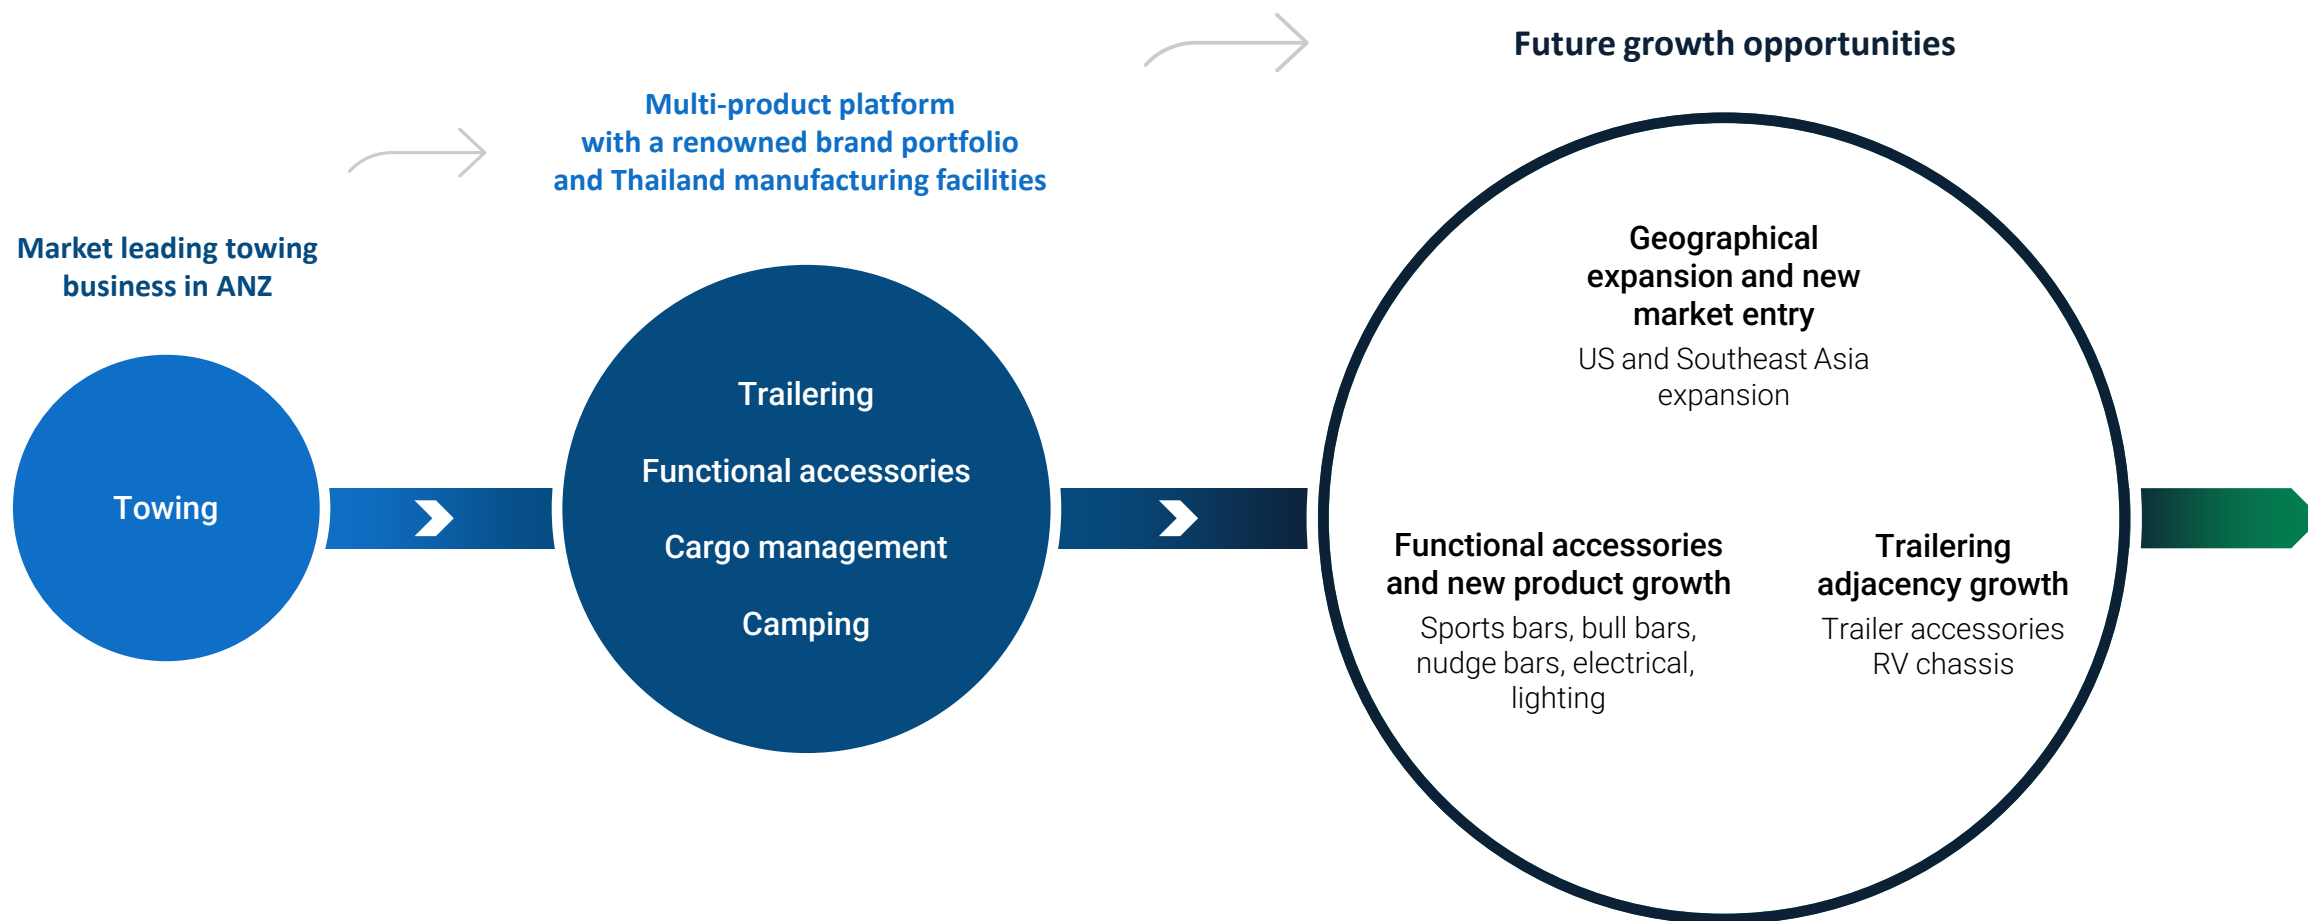 Market leading towing
business in ANZ
Towing
Multi-product platform
with a renowned brand portfolio
and Thailand manufacturing facilities
Trailering
Functional accessories
Cargo management
Camping
Future growth opportunities
Geographical
expansion and new
market entry
US and Southeast Asia
expansion
Functional accessories
and new product growth
Sports bars, bull bars,
nudge bars, electrical,
lighting
Trailering
adjacency growth
Trailer accessories
RV chassis